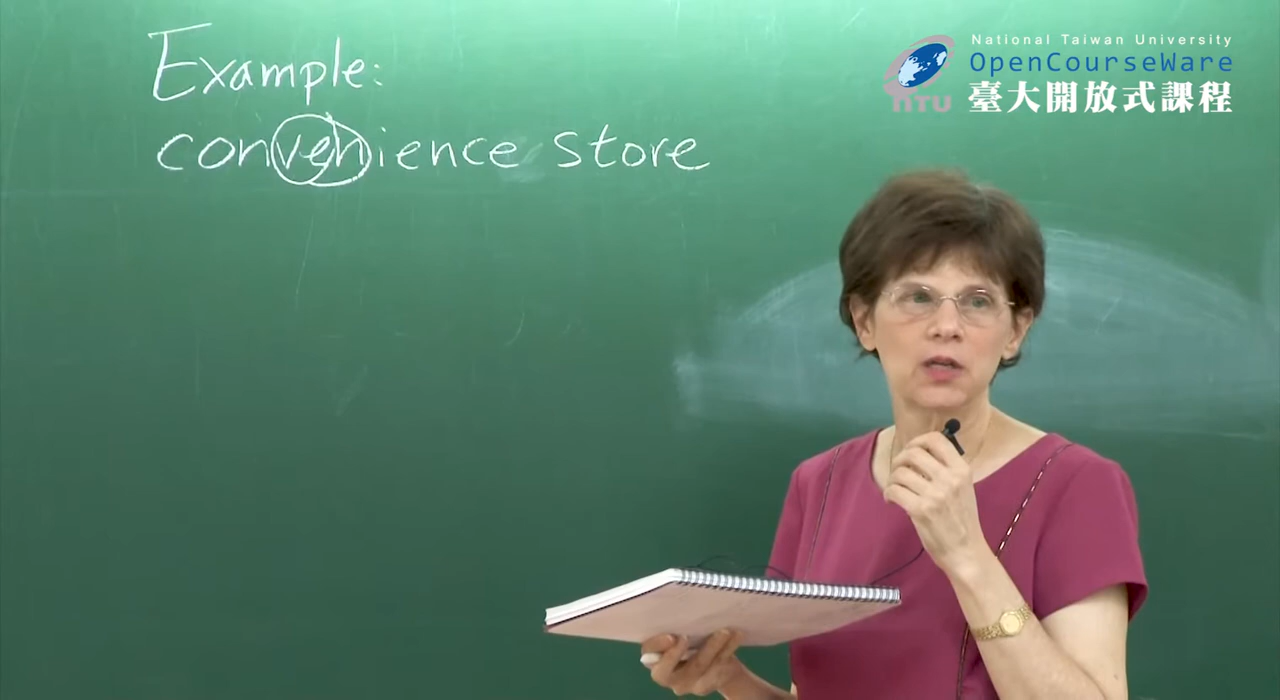 Example:
convenience store
National Taiwan University
OpenCourseWare
NTU
臺大開放式課程